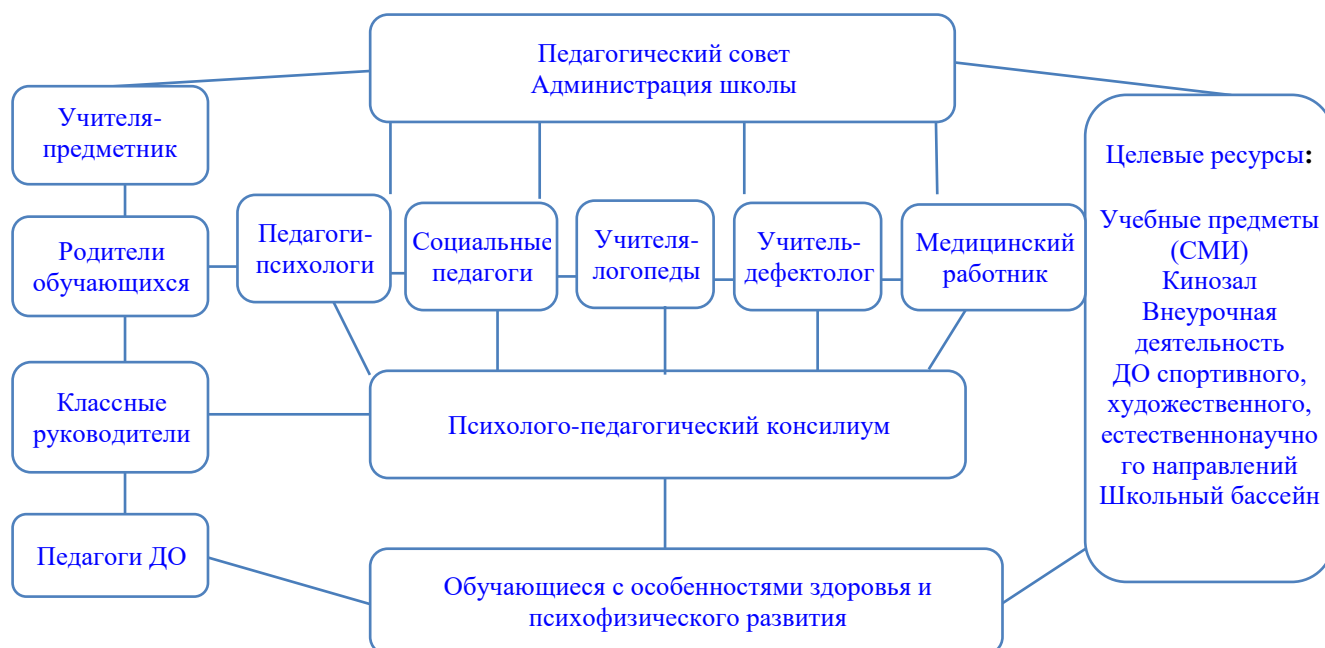 Педагогический совет
Администрация школы
Учителя-
предметник
Родители
обучающихся
Классные
руководители
Педагоги ДО
Педагоги-
психологи
Социальные
педагоги
Учителя-
логопеды
Учитель-
дефектолог
Медицинский
работник
Психолого-педагогический консилиум
Обучающиеся с особенностями здоровья и
психофизического развития
Целевые ресурсы:
Учебные предметы
(СМИ)
Кинозал
Внеурочная
деятельность
ДО спортивного,
художественного,
естественнонаучно
го направлений
Школьный бассейн